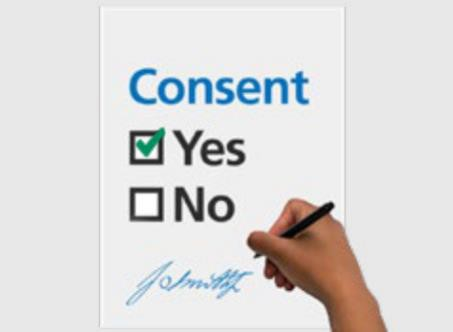 Consent
Yes
No